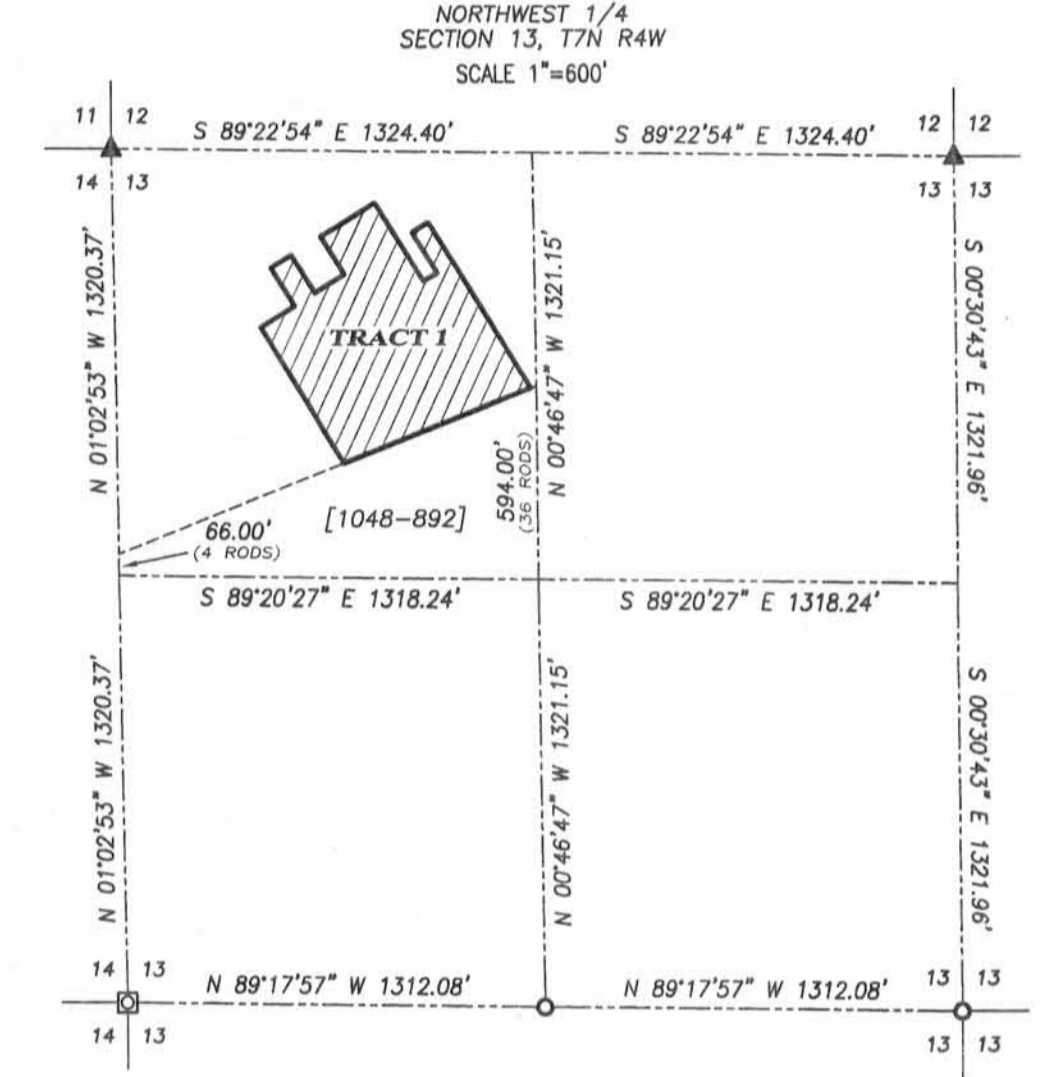 NORTHWEST 1/4
SECTION 13, T7N R4W
SCALE 1"=600'
11 12
S 89°22'54" E 1324.40'
S 89°22'54" E 1324.40'
12 12
14 13
13 13
N 01°02'53" W 1320.37'
TRACT 1
N 00°46'47" W 1321.15'
S 00°30'43" E 1321.96'
594.00'
(36 RODS)
[1048-892]
66.00'
(4 RODS)
S 89°20'27" E 1318.24'
S 89°20'27" E 1318.24'
N 01°02'53" W 1320.37'
N 00°46'47" W 1321.15'
S 00°30'43" E 1321.96'
14 13
N 89°17'57" W 1312.08'
N 89°17'57" W 1312.08'
13 13
14 13
13 13